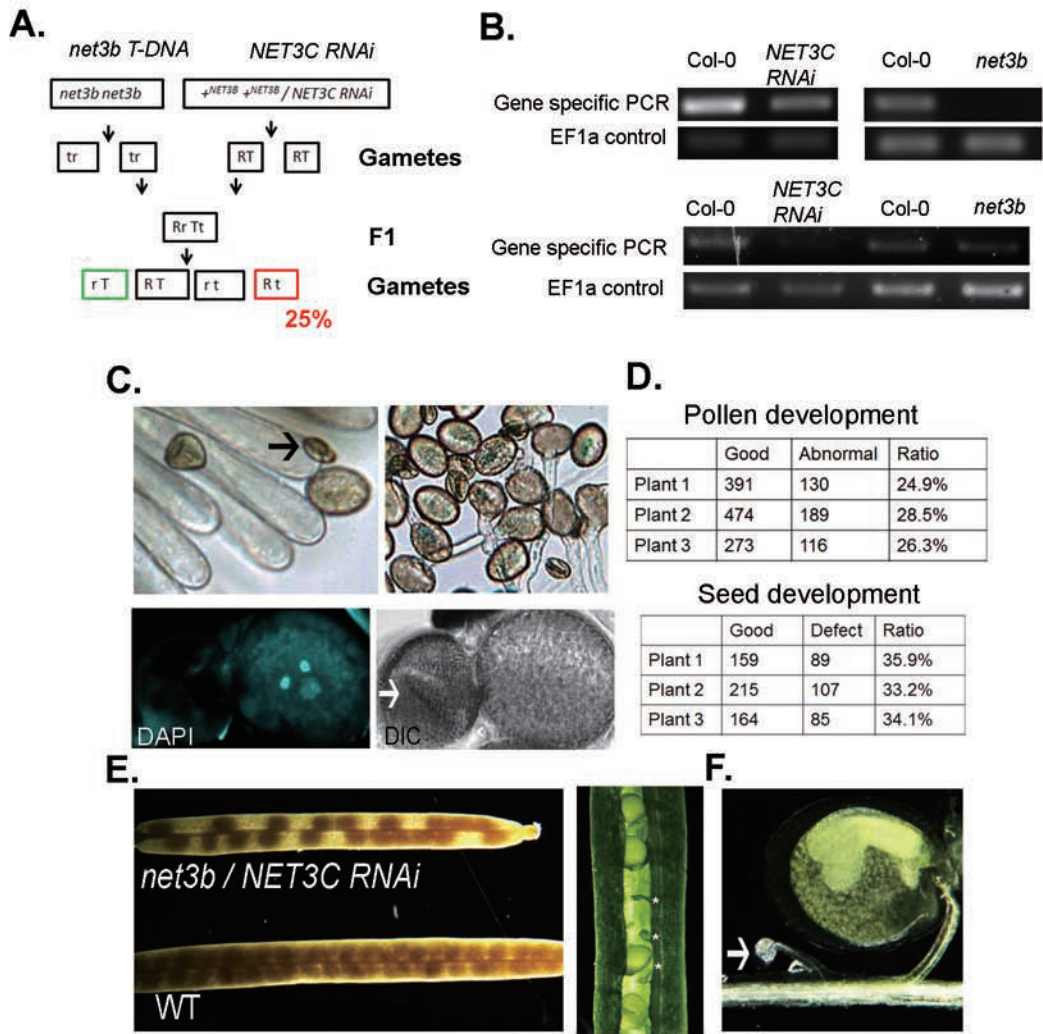 A.
net3b T-DNA NET3C RNAi
net3b net3b +NET3B +NET3B / NET3C RNAi
tr tr RT RT Gametes
Rr Tt F1
r T R T r t R t Gametes
25%
B.
Col-0 NET3C RNAi Col-0 net3b
Gene specific PCR
EF1a control
Col-0 NET3C RNAi Col-0 net3b
Gene specific PCR
EF1a control
C.
DAPI
DIC
D.
Pollen development
Good Abnormal Ratio
Plant 1 391 130 24.9%
Plant 2 474 189 28.5%
Plant 3 273 116 26.3%
Seed development
Good Defect Ratio
Plant 1 159 89 35.9%
Plant 2 215 107 33.2%
Plant 3 164 85 34.1%
E.
net3b / NET3C RNAi
WT
*
*
*
F.